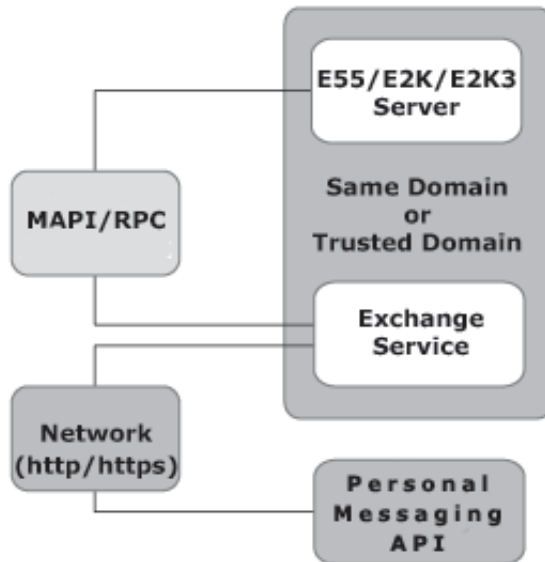 E55/E2K/E2K3
Server
MAPI/RPC
Same Domain
or
Trusted Domain
Exchange
Service
Network
(http/https)
Personal
Messaging
API